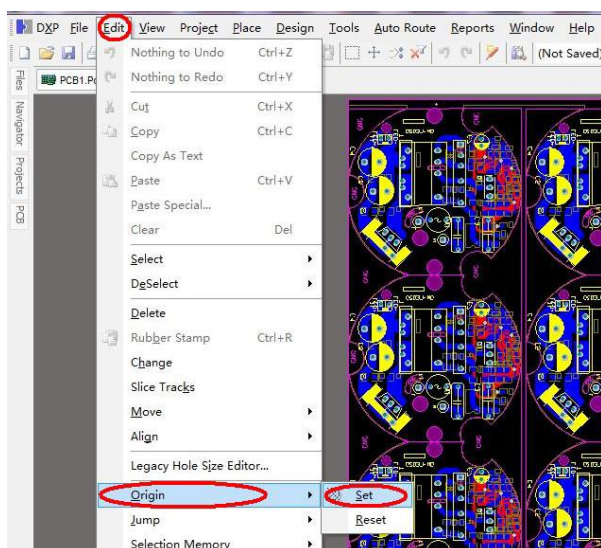 DXP File Edit View Project Place Design Tools Auto Route Reports Window Help
(Not Saved)
PCB1.Pc
Files
Navigator
Projects
PCB
Nothing to Undo Ctrl+Z
Nothing to Redo Ctrl+Y
Cut Ctrl+X
Copy Ctrl+C
Copy As Text
Paste Ctrl+V
Paste Special...
Clear Del
Select
DeSelect
Delete
Rubber Stamp Ctrl+R
Change
Slice Tracks
Move
Align
Legacy Hole Size Editor...
Origin
Set
Jump
Reset
Selection Memory